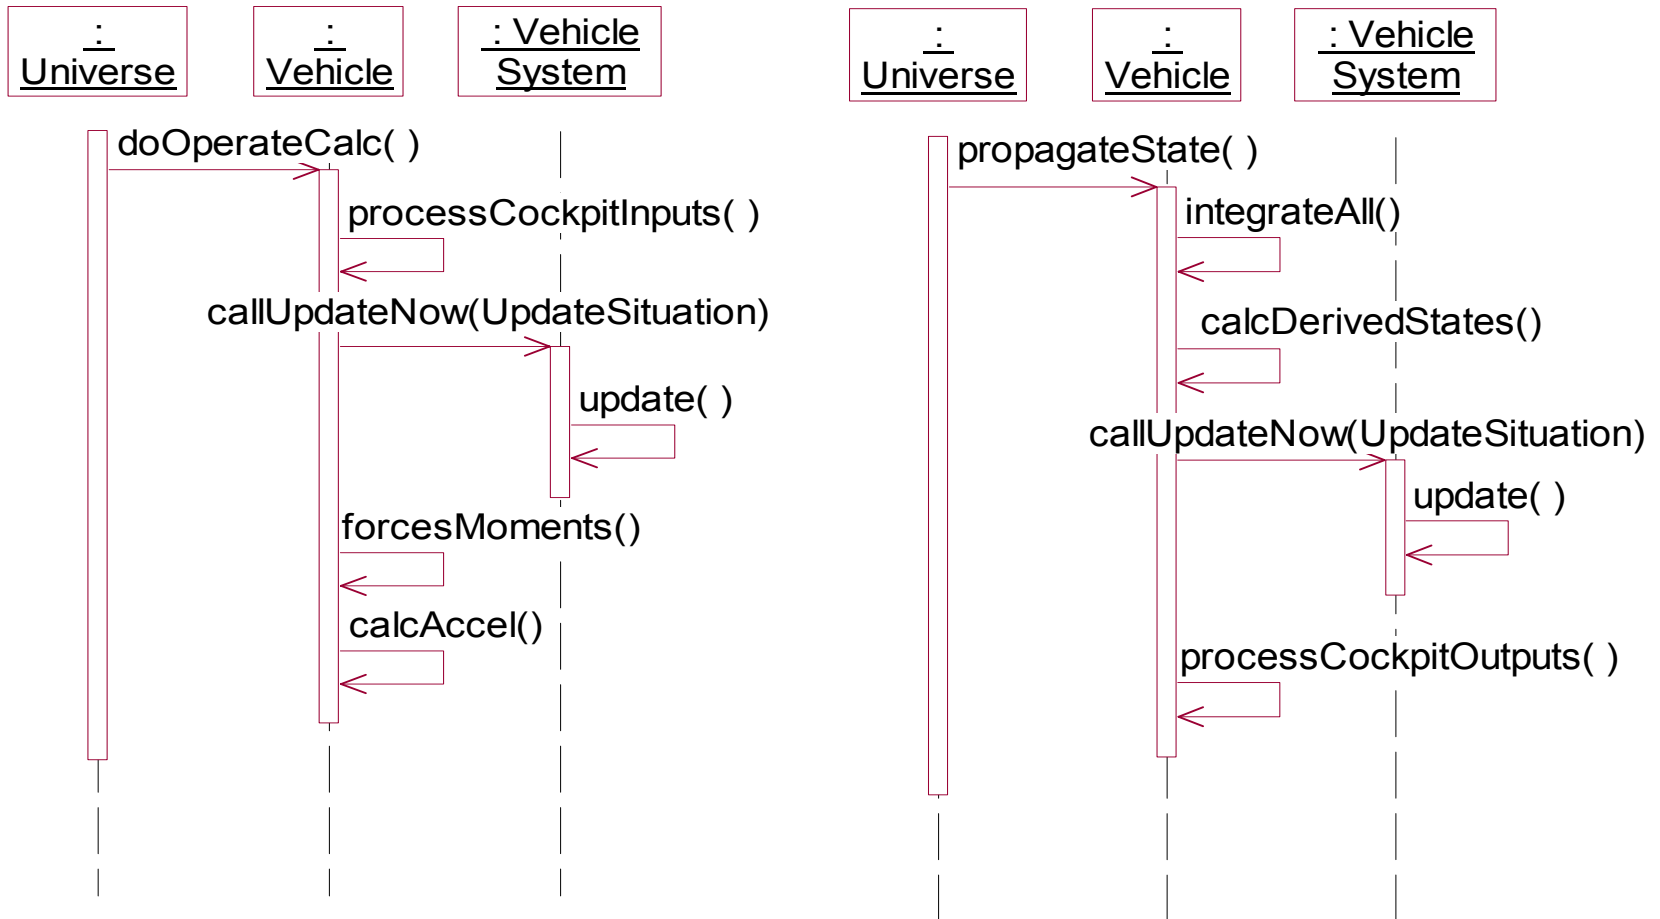 :
Universe
:
Vehicle
: Vehicle
System
doOperateCalc( )
processCockpitInputs( )
callUpdateNow(UpdateSituation)
update( )
forcesMoments()
calcAccel()
:
Universe
:
Vehicle
: Vehicle
System
propagateState( )
integrateAll()
calcDerivedStates()
callUpdateNow(UpdateSituation)
update( )
processCockpitOutputs( )